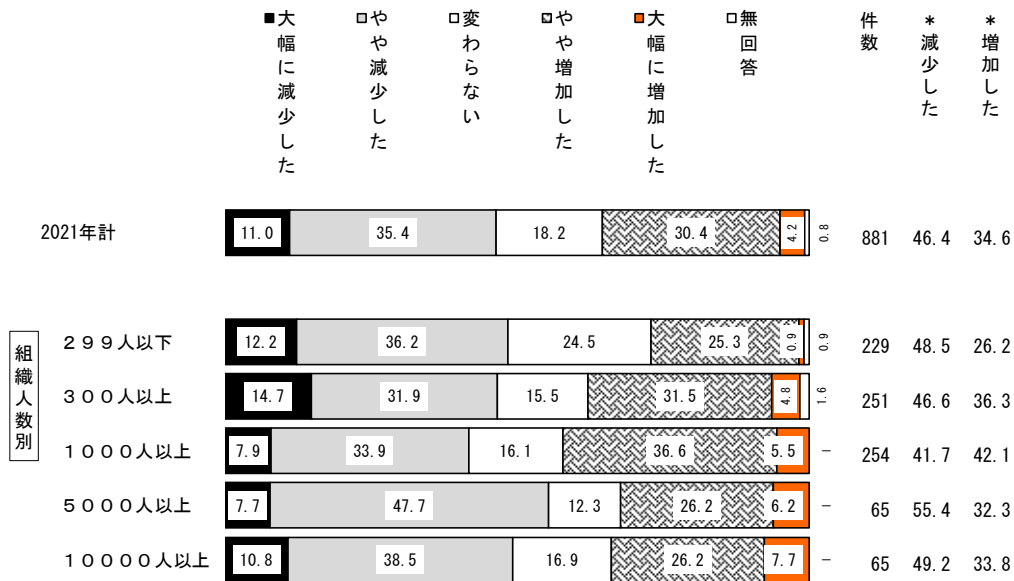 ■大幅に減少した
□やや減少した
□変わらない
□やや増加した
■大幅に増加した
□無回答
件数
*減少した
*増加した
2021年計 11.0 35.4 18.2 30.4 4.2 0.8 881 46.4 34.6
組織人数別
299人以下 12.2 36.2 24.5 25.3 0.9 0.9 229 48.5 26.2
300人以上 14.7 31.9 15.5 31.5 4.8 1.6 251 46.6 36.3
1000人以上 7.9 33.9 16.1 36.6 5.5 - 254 41.7 42.1
5000人以上 7.7 47.7 12.3 26.2 6.2 - 65 55.4 32.3
10000人以上 10.8 38.5 16.9 26.2 7.7 - 65 49.2 33.8